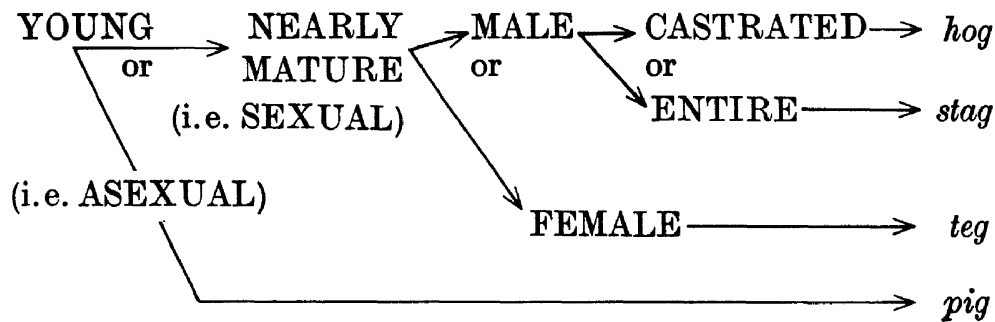 YOUNG NEARLY MALE CASTRATED hog
or MATURE or or
(i.e. SEXUAL) ENTIRE stag
(i.e. ASEXUAL)
FEMALE teg
pig